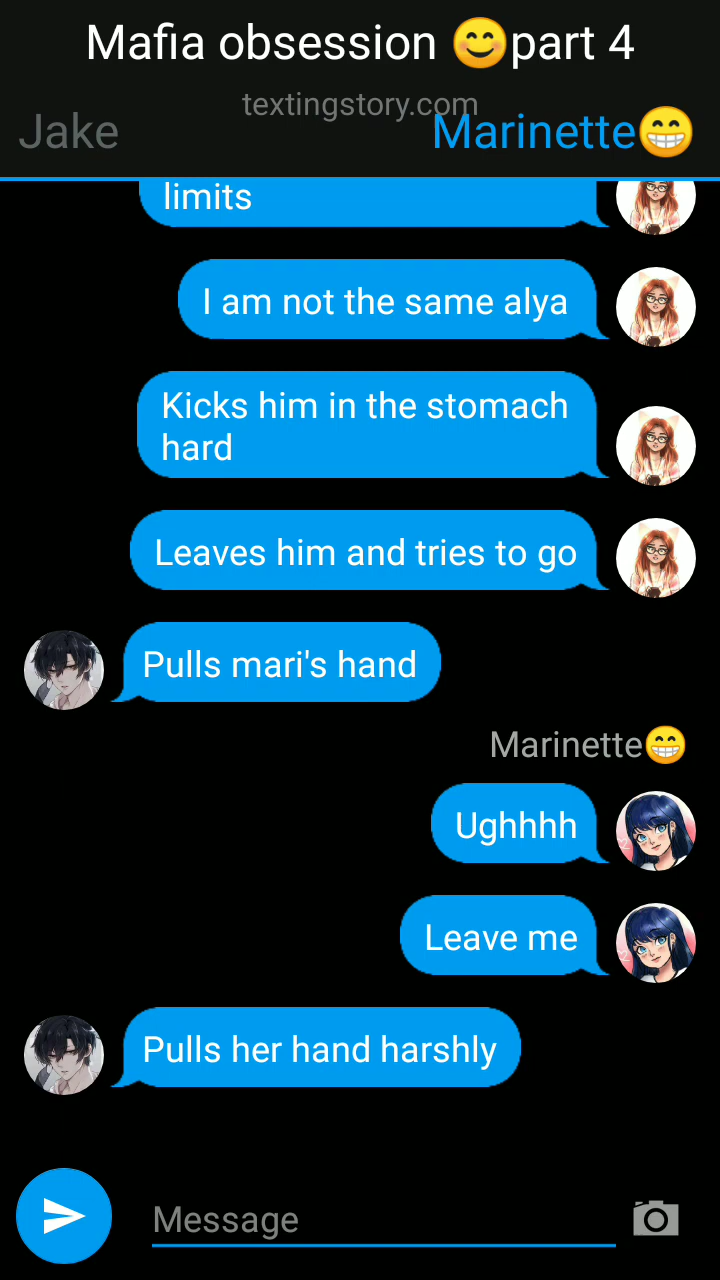 Mafia obsession 😊part 4
textingstory.com
Jake
Marinette😁
limits
I am not the same alya
Kicks him in the stomach
hard
Leaves him and tries to go
Pulls mari's hand
Marinette😁
Ughhhh
Leave me
Pulls her hand harshly
Message